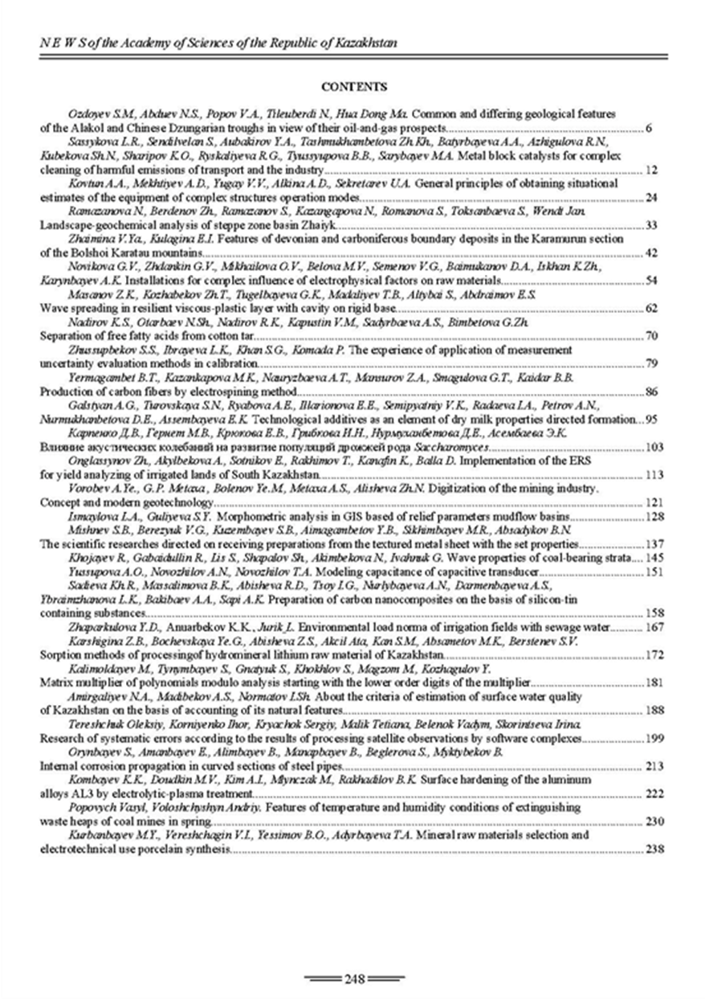 N E W S of the Academy of Sciences of the Republic of Kazakhstan
CONTENTS
Ozdoyev S.M., Abduev N.S., Popov V.A., Tileuberdi N., Hua Dong Ma. Common and differing geological features
of the Alakol and Chinese Dzungarian troughs in view of their oil-and-gas prospects...... 6
Sassykova L.R., Sendilvelan S., Aubakirov Y.A., Tashmukhambetova Zh.Kh., Batyrbayeva A.A., Azhigulova R.N.,
Kubekova Sh.N., Sharipov K.O., Ryskaliyeva R.G., Tyussyupova B.B., Sarybayev M.A. Metal block catalysts for complex
cleaning of harmful emissions of transport and the industry...... 12
Kovtun A.A., Mekhtiyev A.D., Yugay V.V., Alkina A.D., Sekretarev U.A. General principles of obtaining situational
estimates of the equipment of complex structures operation modes...... 24
Ramazanova N., Berdenov Zh., Ramazanov S., Kazangapova N., Romanova S., Toksanbaeva S., Wendt Jan.
Landscape-geochemical analysis of steppe zone basin Zhaiyk...... 33
Zhaimina V.Ya., Kulagina E.I. Features of devonian and carboniferous boundary deposits in the Karamurun section
of the Bolshoi Karatau mountains...... 42
Novikova G.V., Zhdankin G.V., Mikhailova O.V., Belova M.V., Semenov V.G., Baimukanov D.A., Iskhan K.Zh.,
Karynbayev A.K. Installations for complex influence of electrophysical factors on raw materials...... 54
Masanov Z.K., Kozhabekov Zh.T., Tugelbayeva G.K., Madaliyev T.B., Altybai S., Abdraimov E.S.
Wave spreading in resilient viscous-plastic layer with cavity on rigid base...... 62
Nadirov K.S., Otarbaev N.Sh., Nadirov R.K., Kapustin V.M., Sadyrbaeva A.S., Bimbetova G.Zh.
Separation of free fatty acids from cotton tar...... 70
Zhussupbekov S.S., Ibrayeva L.K., Khan S.G., Komada P. The experience of application of measurement
uncertainty evaluation methods in calibration...... 79
Yermagambet B.T., Kazankapova M.K., Nauryzbaeva A.T., Mansurov Z.A., Smagulova G.T., Kaidar B.B.
Production of carbon fibers by electrospining method...... 86
Galstyan A.G., Turovskaya S.N., Ryabova A.E., Illarionova E.E., Semipyatniy V.K., Radaeva I.A., Petrov A.N.,
Nurmukhanbetova D.E., Assembayeva E.K. Technological additives as an element of dry milk properties directed formation...95
Карпенко Д.В., Гернет М.В., Крюкова Е.В., Грибкова И.Н., Нурмуханбетова Д.Е., Асембаева Э.К.
Влияние акустических колебаний на развитие популяций дрожжей рода Saccharomyces...... 103
Onglassynov Zh., Akylbekova A., Sotnikov E., Rakhimov T., Kanafin K., Balla D. Implementation of the ERS
for yield analyzing of irrigated lands of South Kazakhstan...... 113
Vorobev A.Ye., G.P. Metaxa, Bolenov Ye.M., Metaxa A.S., Alisheva Zh.N. Digitization of the mining industry.
Concept and modern geotechnology...... 121
Ismaylova L.A., Guliyeva S.Y. Morphometric analysis in GIS based of relief parameters mudflow basins...... 128
Mishnev S.B., Berezyuk V.G., Kuzembayev S.B., Aimagambetov Y.B., Sikhimbayev M.R., Absadykov B.N.
The scientific researches directed on receiving preparations from the textured metal sheet with the set properties...... 137
Khojayev R., Gabaidullin R., Lis S., Shapalov Sh., Akimbekova N., Ivahnuk G. Wave properties of coal-bearing strata.... 145
Yussupova A.O., Novozhilov A.N., Novozhilov T.A. Modeling capacitance of capacitive transducer...... 151
Sadieva Kh.R., Massalimova B.K., Abisheva R.D., Tsoy I.G., Nurlybayeva A.N., Darmenbayeva A.S.,
Ybraimzhanova L.K., Bakibaev A.A., Sapi A.K. Preparation of carbon nanocomposites on the basis of silicon-tin
containing substances...... 158
Zhaparkulova Y.D., Anuarbekov K.K., Jurik L. Environmental load norma of irrigation fields with sewage water...... 167
Karshigina Z.B., Bochevskaya Ye.G., Abisheva Z.S., Akcil Ata, Kan S.M., Absametov M.K., Berstenev S.V.
Sorption methods of processingof hydromineral lithium raw material of Kazakhstan...... 172
Kalimoldayev M., Tynymbayev S., Gnatyuk S., Khokhlov S., Magzom M., Kozhagulov Y.
Matrix multiplier of polynomials modulo analysis starting with the lower order digits of the multiplier...... 181
Amirgaliyev N.A., Madibekov A.S., Normatov I.Sh. About the criteria of estimation of surface water quality
of Kazakhstan on the basis of accounting of its natural features...... 188
Tereshchuk Oleksiy, Korniyenko Ihor, Kryachok Sergiy, Malik Tetiana, Belenok Vadym, Skorintseva Irina.
Research of systematic errors according to the results of processing satellite observations by software complexes...... 199
Orynbayev S., Amanbayev E., Alimbayev B., Manapbayev B., Beglerova S., Myktybekov B.
Internal corrosion propagation in curved sections of steel pipes...... 213
Kombayev K.K., Doudkin M.V., Kim A.I., Mlynczak M., Rakhadilov B.K. Surface hardening of the aluminum
alloys AL3 by electrolytic-plasma treatment...... 222
Popovych Vasyl, Voloshchyshyn Andriy. Features of temperature and humidity conditions of extinguishing
waste heaps of coal mines in spring...... 230
Kurbanbayev M.Y., Vereshchagin V.I., Yessimov B.O., Adyrbayeva T.A. Mineral raw materials selection and
electrotechnical use porcelain synthesis...... 238
248